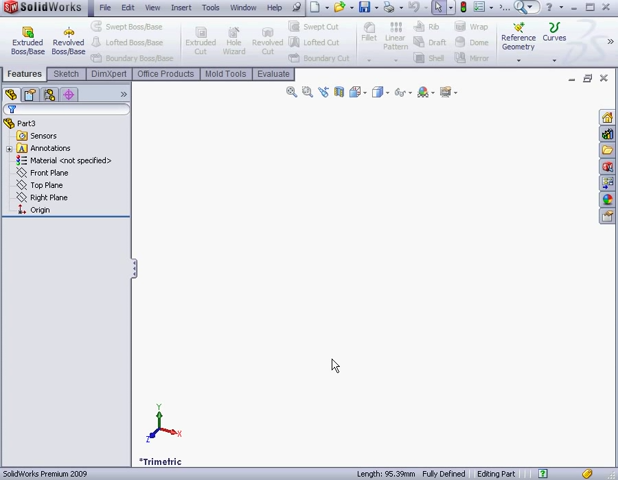 SolidWorks File Edit View Insert Tools Window Help
Extruded Boss/Base
Revolved Boss/Base
Swept Boss/Base
Lofted Boss/Base
Boundary Boss/Base
Extruded Cut
Hole Wizard
Revolved Cut
Swept Cut
Lofted Cut
Boundary Cut
Fillet
Linear Pattern
Rib
Draft
Shell
Wrap
Dome
Mirror
Reference Geometry
Curves
Features Sketch DimXpert Office Products Mold Tools Evaluate
Part3
Sensors
Annotations
Material <not specified>
Front Plane
Top Plane
Right Plane
Origin
Y
X
Z
*Trimetric
SolidWorks Premium 2009 Length: 95.39mm Fully Defined Editing Part